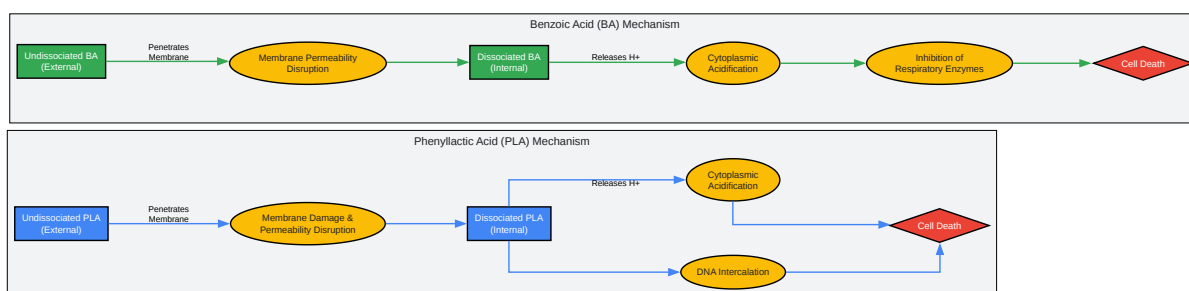 Benzoic Acid (BA) Mechanism
Undissociated BA
(External)
Penetrates
Membrane
Membrane Permeability
Disruption
Dissociated BA
(Internal)
Releases H+
Cytoplasmic
Acidification
Inhibition of
Respiratory Enzymes
Cell Death
Phenyllactic Acid (PLA) Mechanism
Undissociated PLA
(External)
Penetrates
Membrane
Membrane Damage &
Permeability Disruption
Dissociated PLA
(Internal)
Releases H+
Cytoplasmic
Acidification
DNA Intercalation
Cell Death